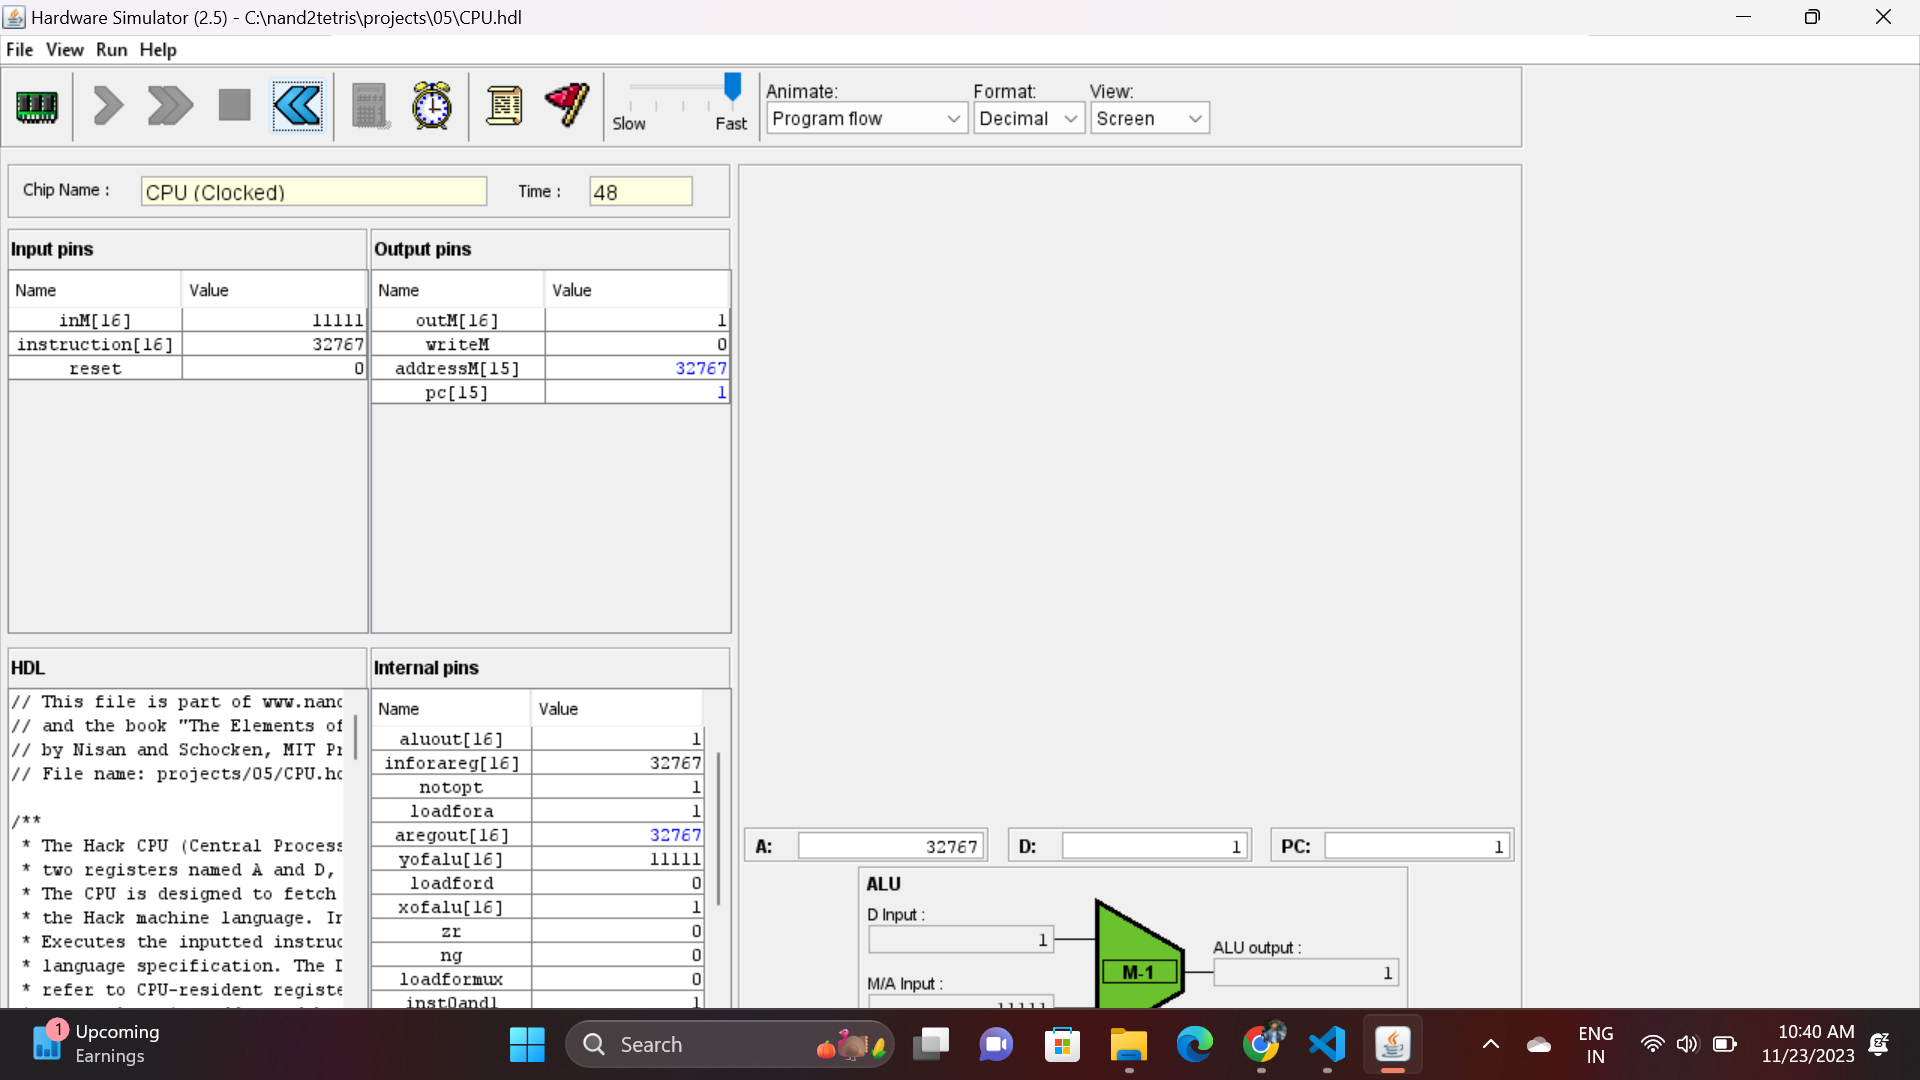 Hardware Simulator (2.5) - C:\nand2tetris\projects\05\CPU.hdl
File View Run Help
Slow Fast
Animate: Format: View:
Program flow Decimal Screen
Chip Name : CPU (Clocked) Time : 48
Input pins
Name Value
inM[16] 11111
instruction[16] 32767
reset 0
Output pins
Name Value
outM[16] 1
writeM 0
addressM[15] 32767
pc[15] 1
HDL
// This file is part of www.nanc
// and the book "The Elements of
// by Nisan and Schocken, MIT Pr
// File name: projects/05/CPU.hc
/**
* The Hack CPU (Central Process
* two registers named A and D,
* The CPU is designed to fetch
* the Hack machine language. Ir
* Executes the inputted instruc
* language specification. The D
* refer to CPU-resident registe
Internal pins
Name Value
aluout[16] 1
inforareg[16] 32767
notopt 1
loadfora 1
aregout[16] 32767
yofalu[16] 11111
loadford 0
xofalu[16] 1
zr 0
ng 0
loadformux 0
inst0and1 1
A: 32767 D: 1 PC: 1
ALU
D Input :
1
M/A Input :
11111
M-1
ALU output :
1
1 Upcoming
Earnings
Search
ENG
IN
10:40 AM
11/23/2023